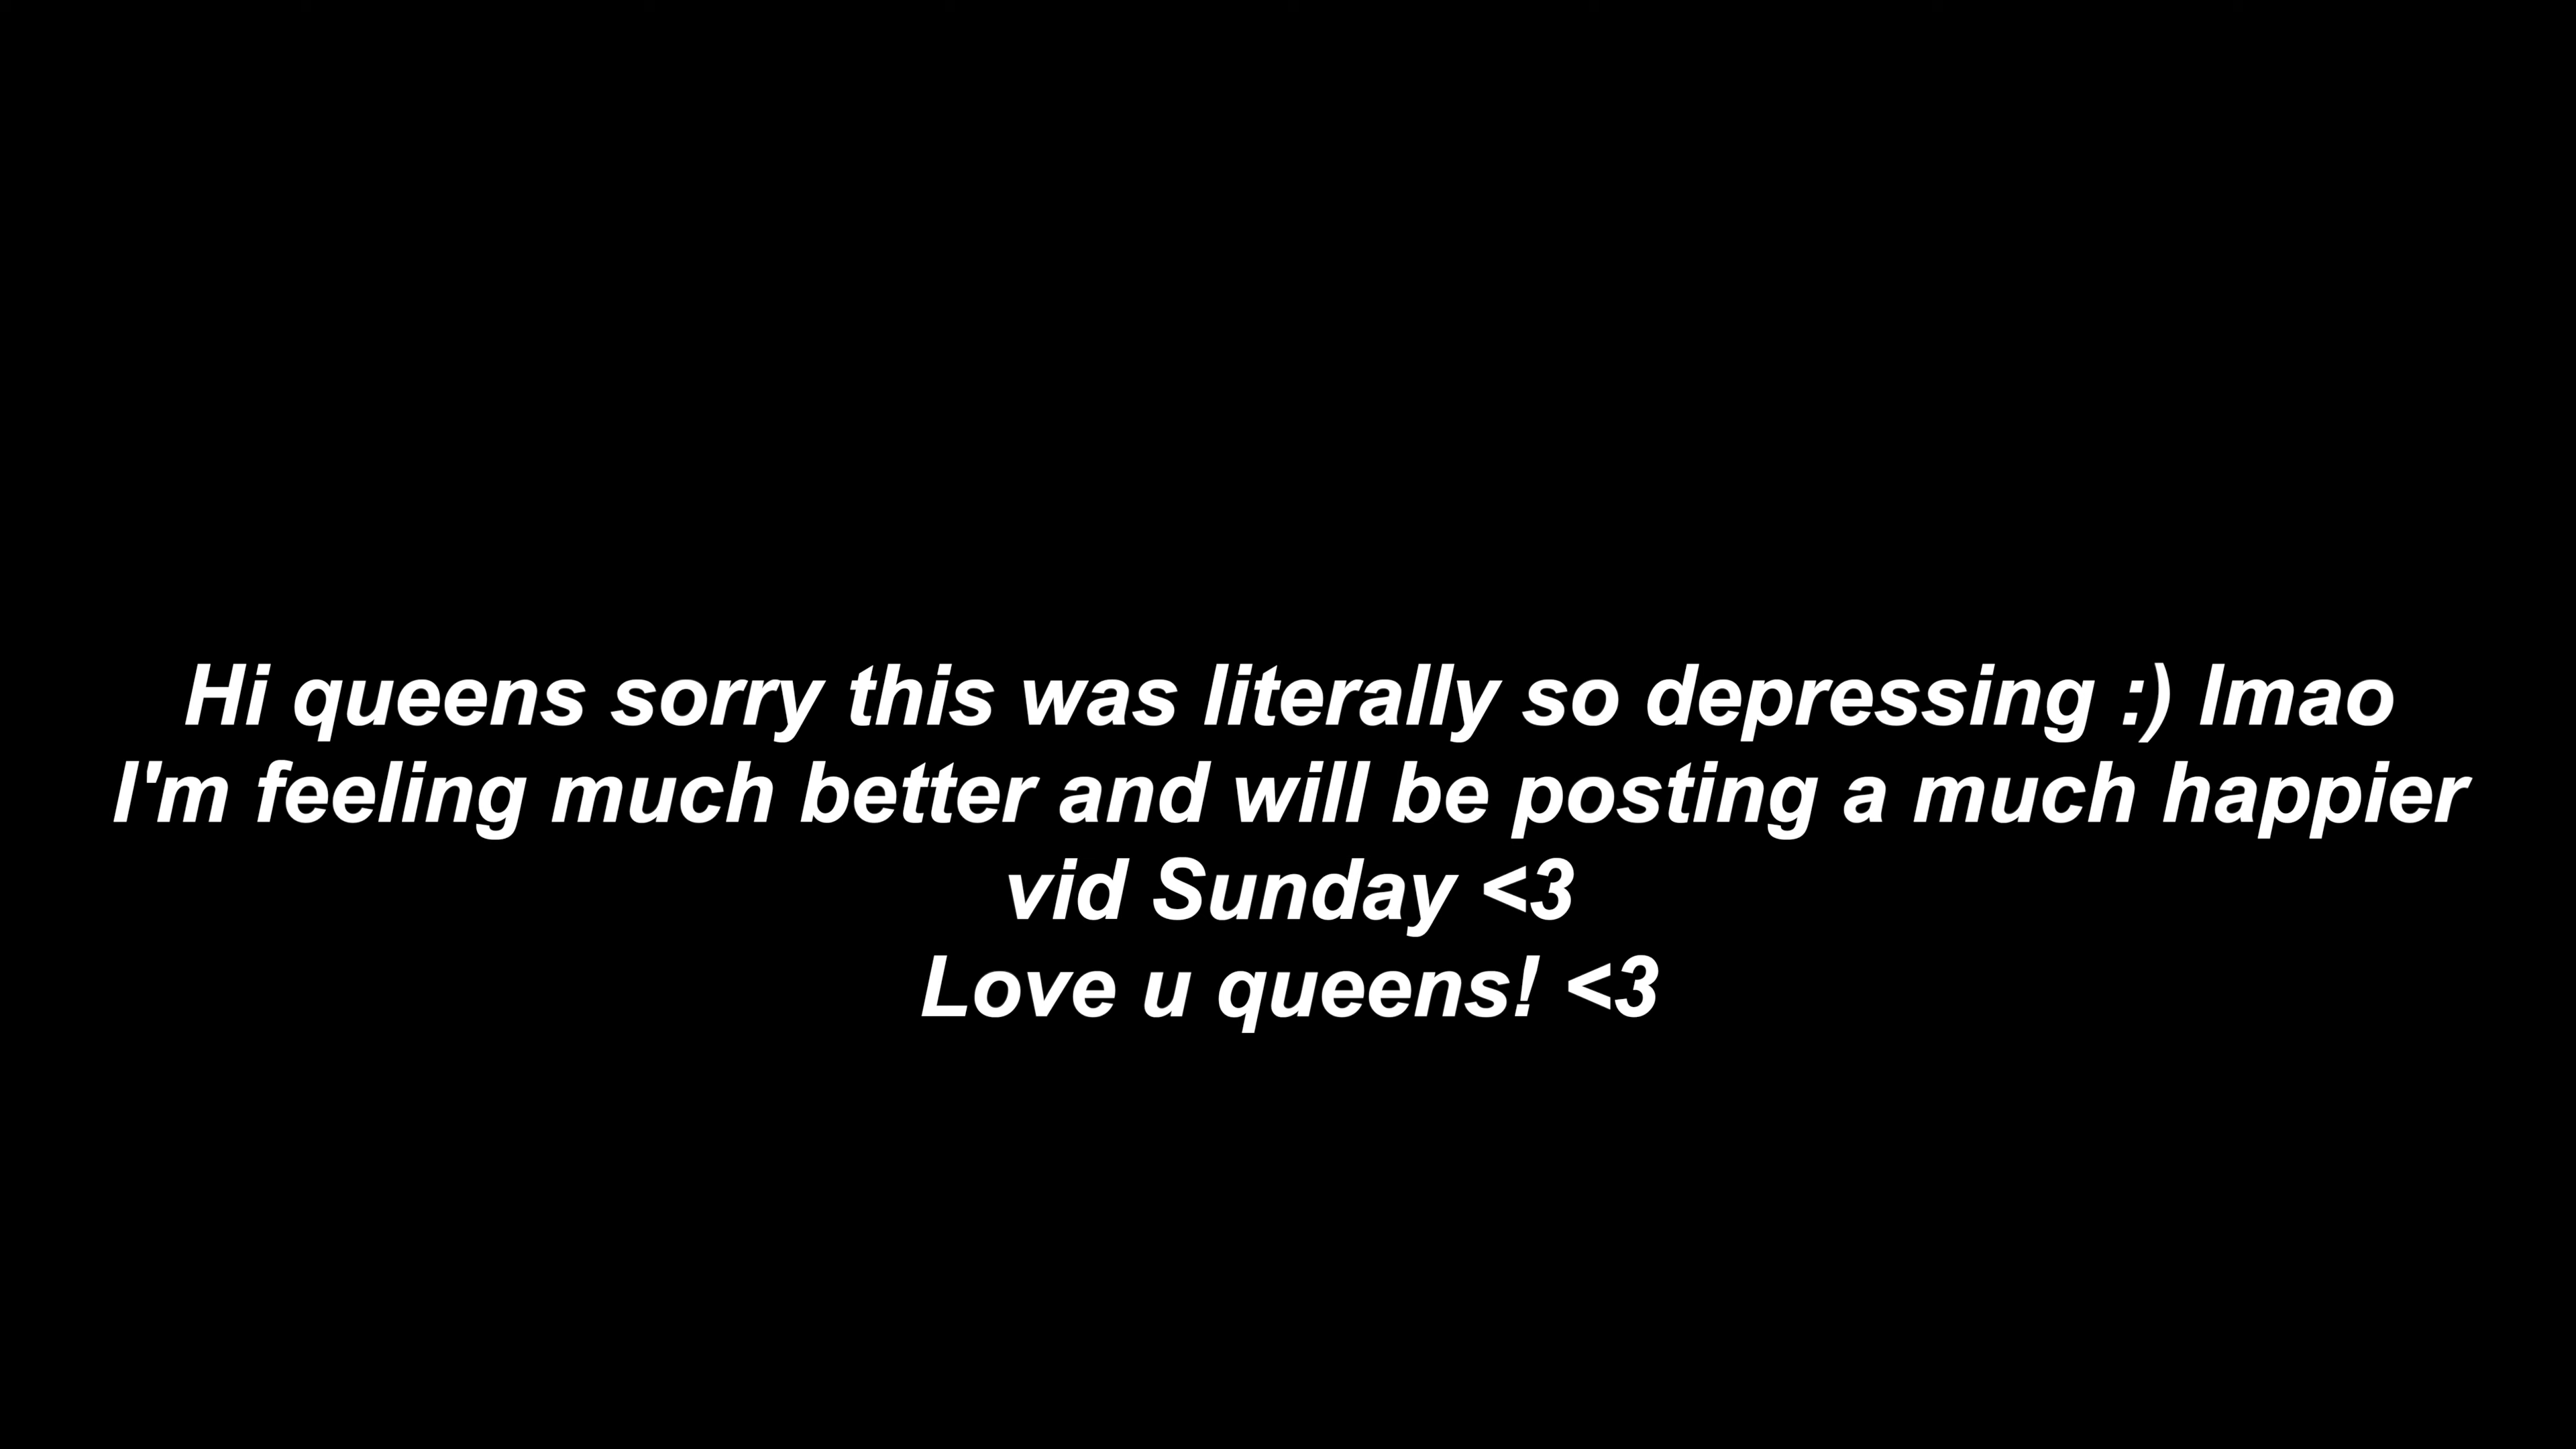 Hi queens sorry this was literally so depressing :) lmao
I'm feeling much better and will be posting a much happier
vid Sunday <3
Love u queens! <3